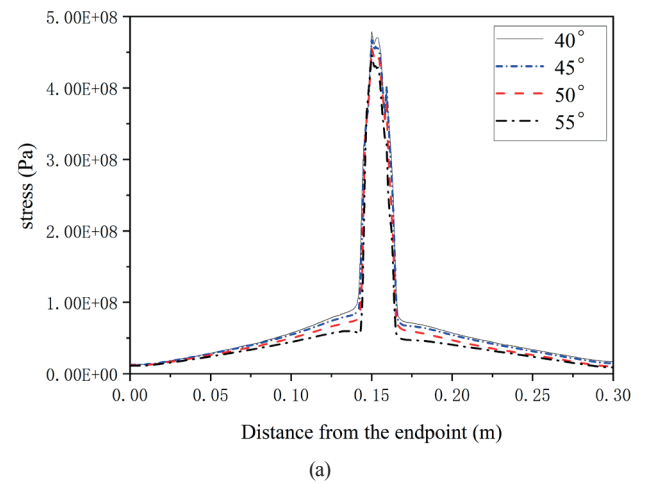 5.00E+08
4.00E+08
3.00E+08
2.00E+08
1.00E+08
0.00E+00
stress (Pa)
40°
45°
50°
55°
0.00 0.05 0.10 0.15 0.20 0.25 0.30
Distance from the endpoint (m)
(a)